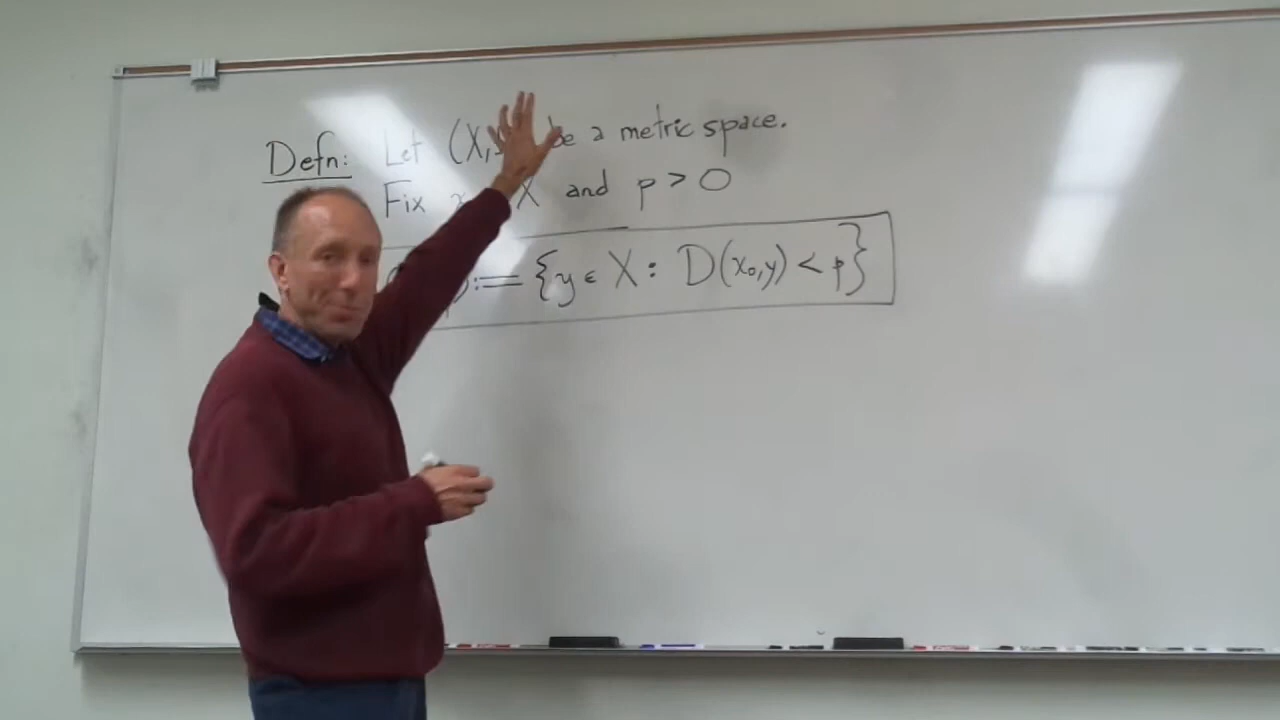 Defn: Let (X, be a metric space.
Fix X and p > 0
:= {y ∈ X : D(x₀,y) < p}